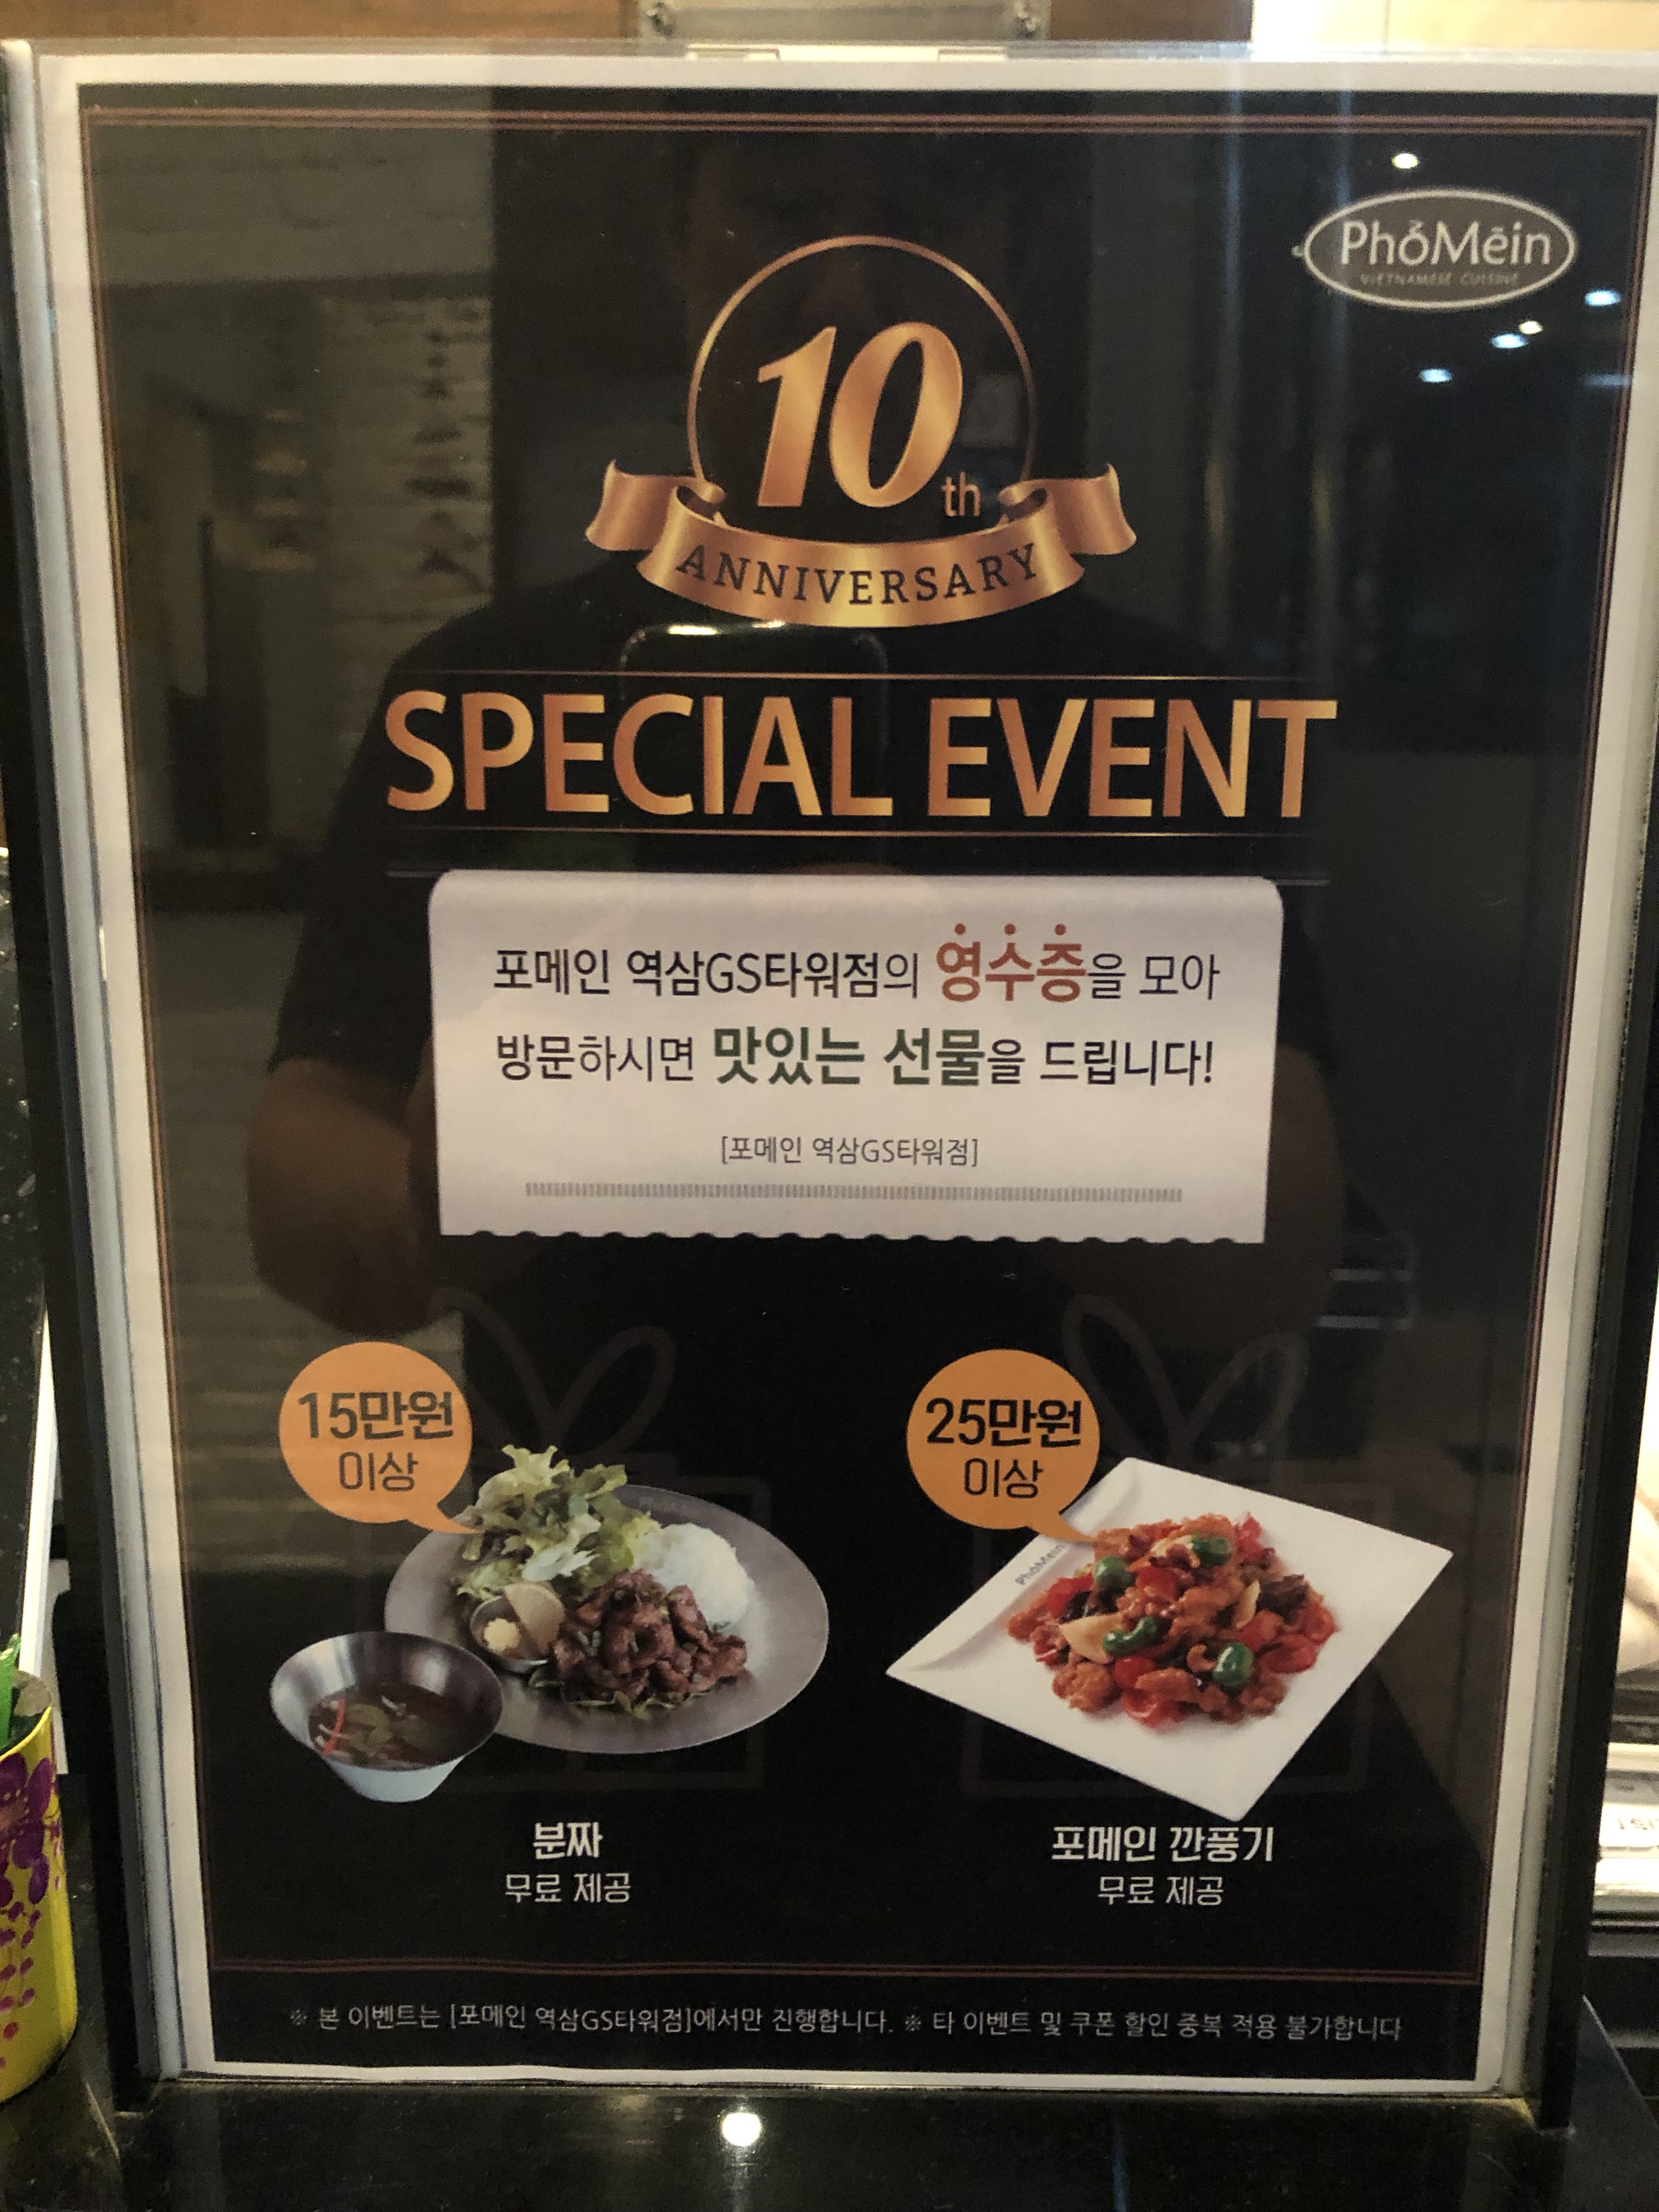 PhởMēin
VIETNAMESE CUISINE
10th
ANNIVERSARY
SPECIAL EVENT
포메인 역삼GS타워점의 영수증을 모아
방문하시면 맛있는 선물을 드립니다!
[포메인 역삼GS타워점]
15만원
이상
25만원
이상
PhởMēin
분짜
무료 제공
포메인 깐풍기
무료 제공
※ 본 이벤트는 [포메인 역삼GS타워점]에서만 진행합니다. ※ 타 이벤트 및 쿠폰 할인 중복 적용 불가합니다